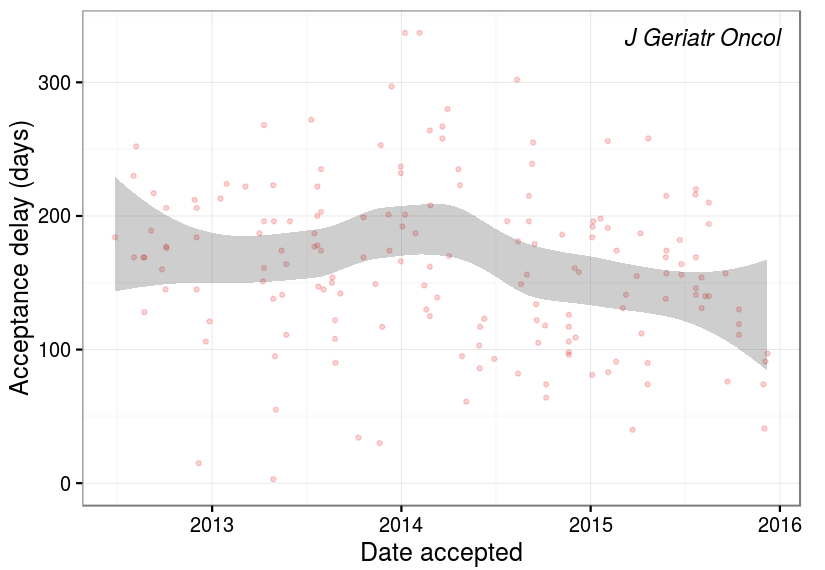 J Geriatr Oncol
Acceptance delay (days)
300
200
100
0
2013 2014 2015 2016
Date accepted